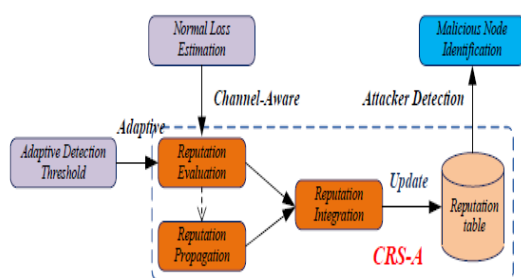 Normal Loss
Estimation
Malicious Node
Identification
Channel-Aware
Attacker Detection
Adaptive
Adaptive Detection
Threshold
Reputation
Evaluation
Reputation
Integration
Update
Reputation
table
Reputation
Propagation
CRS-A